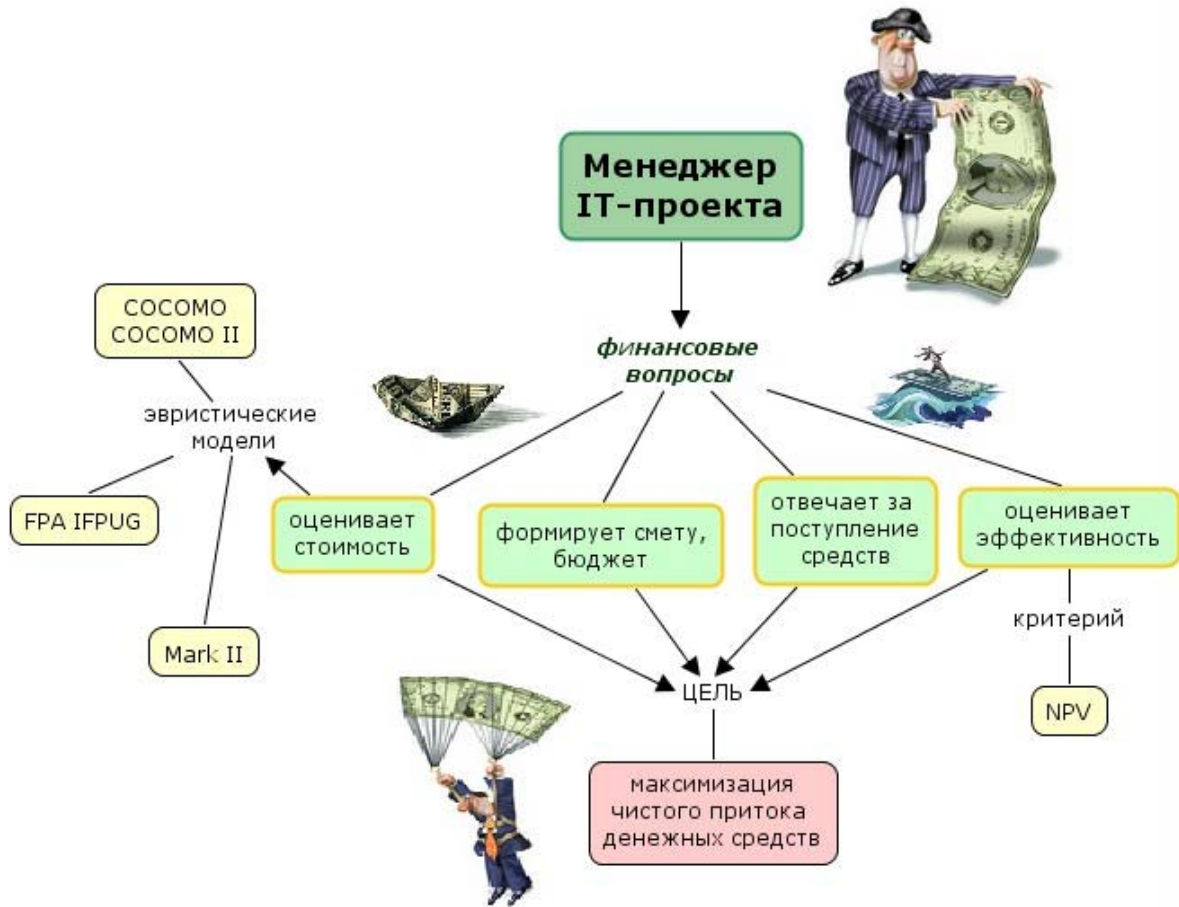 Менеджер
IT-проекта
финансовые
вопросы
COCOMO
COCOMO II
эвристические
модели
FPA IFPUG
Mark II
оценивает
стоимость
формирует смету,
бюджет
отвечает за
поступление
средств
оценивает
эффективность
критерий
NPV
ЦЕЛЬ
максимизация
чистого притока
денежных средств